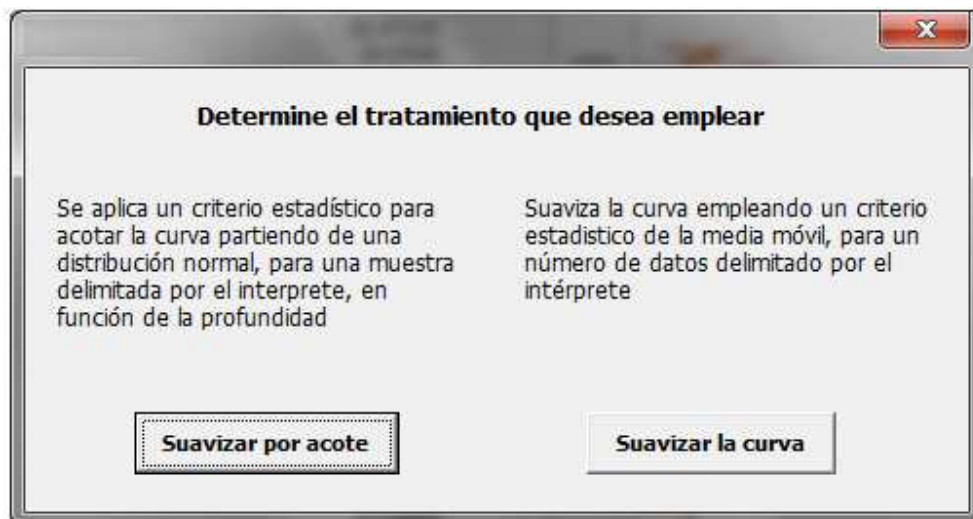 Determine el tratamiento que desea emplear
Se aplica un criterio estadístico para
acotar la curva partiendo de una
distribución normal, para una muestra
delimitada por el interprete, en
función de la profundidad
Suaviza la curva empleando un criterio
estadistico de la media móvil, para un
número de datos delimitado por el
intérprete
Suavizar por acote
Suavizar la curva